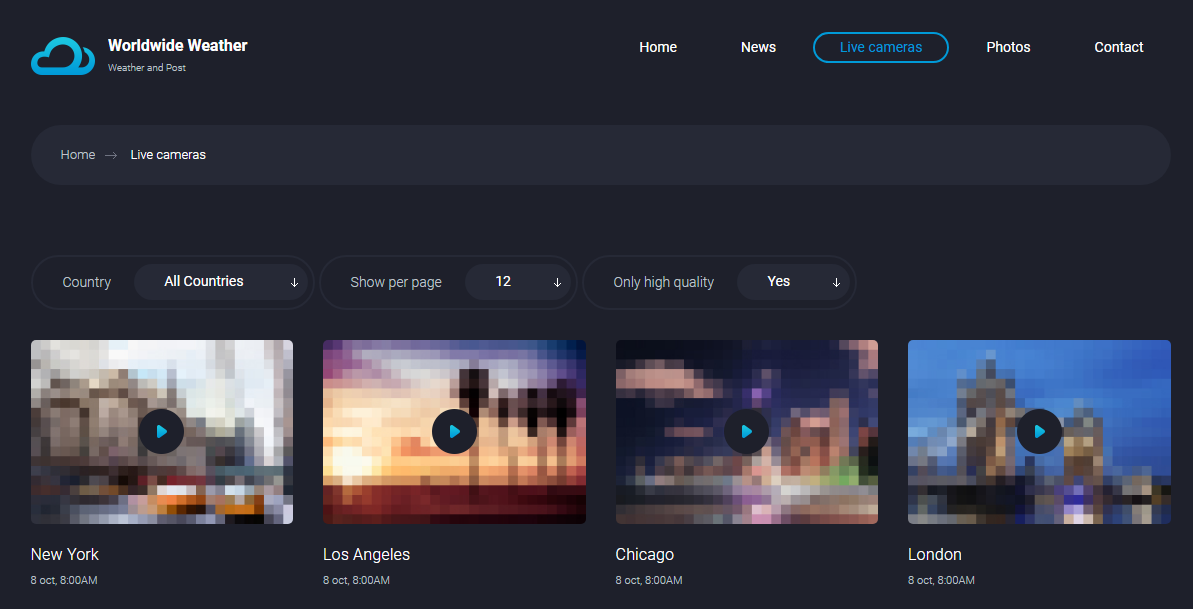 Worldwide Weather
Weather and Post
Home News Live cameras Photos Contact
Home → Live cameras
Country All Countries ↓ Show per page 12 ↓ Only high quality Yes ↓
New York Los Angeles Chicago London
8 oct, 8:00AM 8 oct, 8:00AM 8 oct, 8:00AM 8 oct, 8:00AM